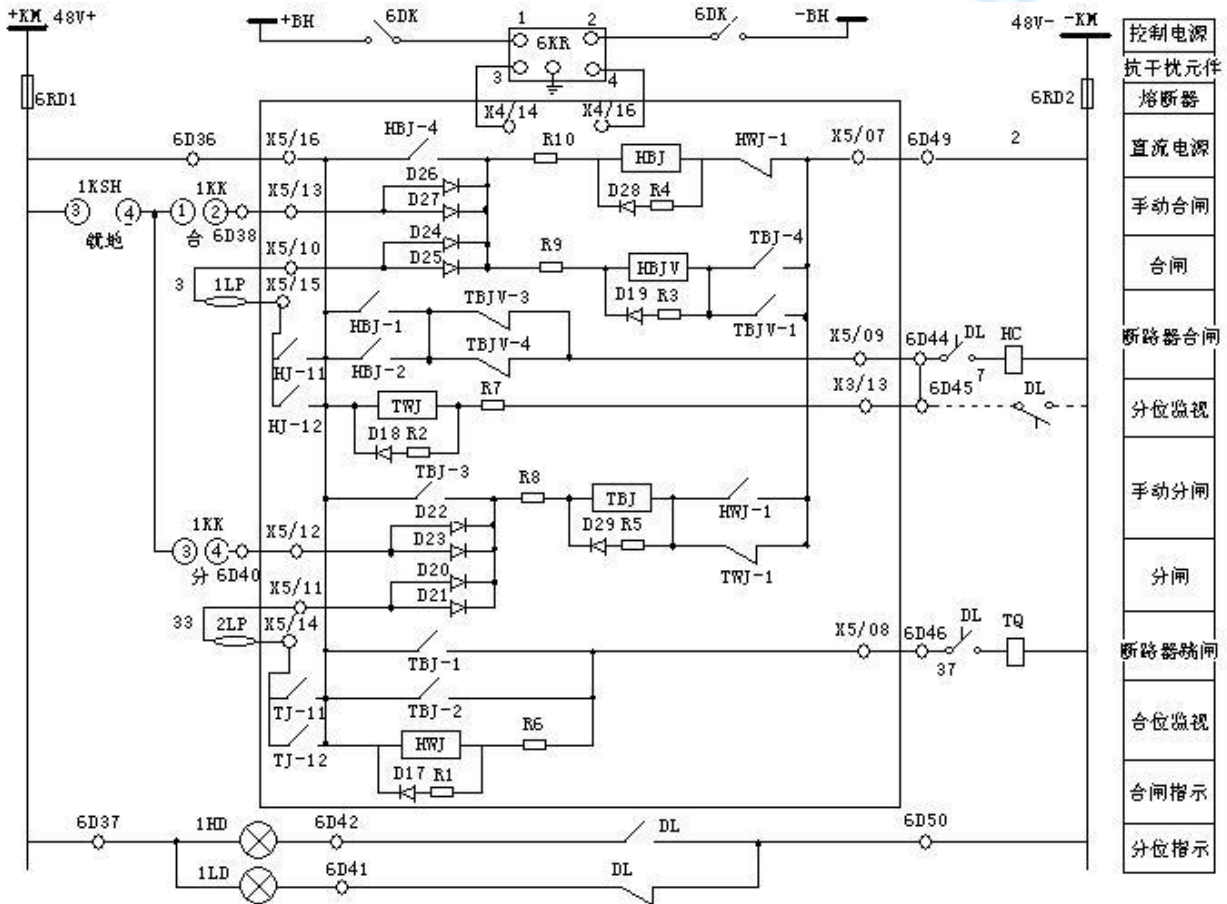 +KM 48V+
+BH
6DK
1 2
6KR
3 4
6DK
-BH
48V- -KM
控制电源
抗干扰元件
6RD1
X4/14
X4/16
6RD2
熔断器
6D36
X5/16
HBJ-4
R10
HBJ
HWJ-1
X5/07
6D49
2
直流电源
D26
D28 R4
1KSH
3 4
就地
1KK
1 2
合 6D38
X5/13
D27
手动合闸
D24
X5/10
D25
R9
HBJV
TBJ-4
合闸
3
1LP
X5/15
D19 R3
TBJV-1
HBJ-1
TBJV-3
HJ-11
HBJ-2
TBJV-4
X5/09
6D44
DL
7
HC
断路器合闸
HJ-12
TWJ
R7
X3/13
6D45
DL
分位监视
D18 R2
TBJ-3
R8
TBJ
HWJ-1
手动分闸
D22
1KK
3 4
分 6D40
X5/12
D23
D29 R5
TWJ-1
D20
X5/11
D21
分闸
33
2LP
X5/14
TBJ-1
X5/08
6D46
DL
37
TQ
断路器跳闸
TJ-11
TBJ-2
TJ-12
HWJ
R6
合位监视
D17 R1
合闸指示
6D37
1HD
6D42
DL
6D50
1LD
6D41
DL
分位指示